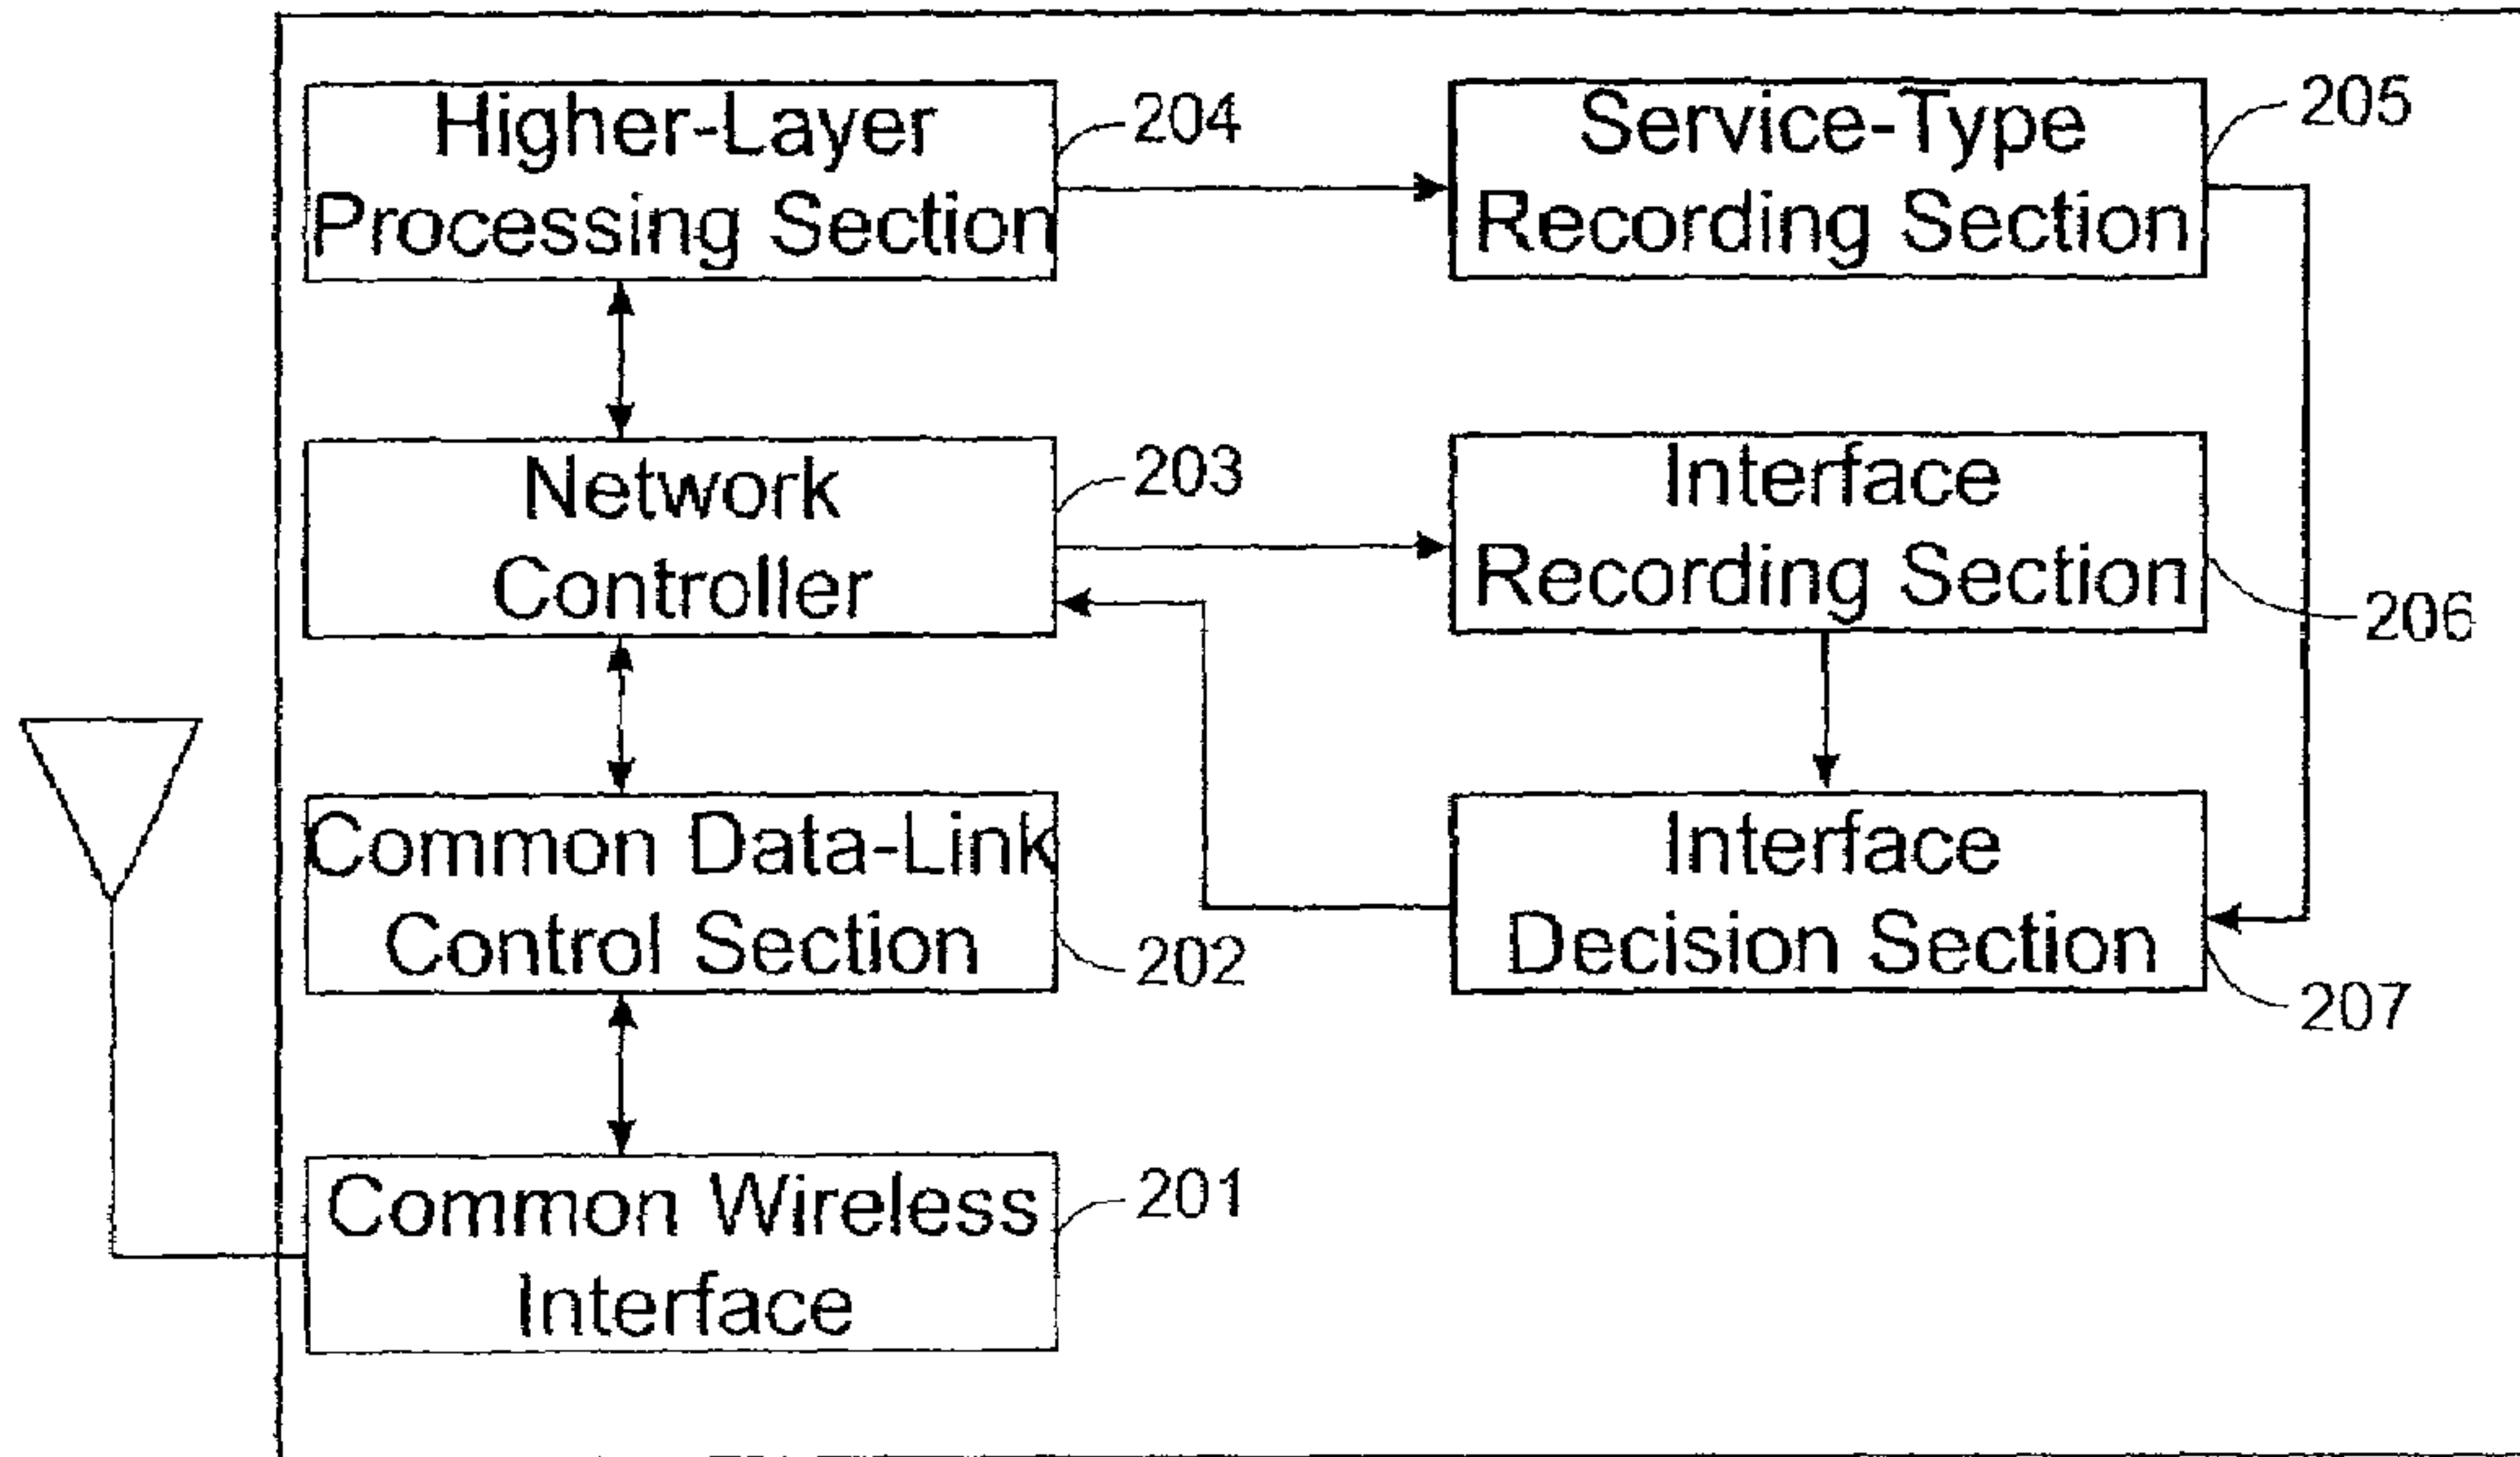 Higher-Layer
Processing Section
204
Service-Type
Recording Section
205
Network
Controller
203
Interface
Recording Section
206
Common Data-Link
Control Section
202
Interface
Decision Section
207
Common Wireless
Interface
201